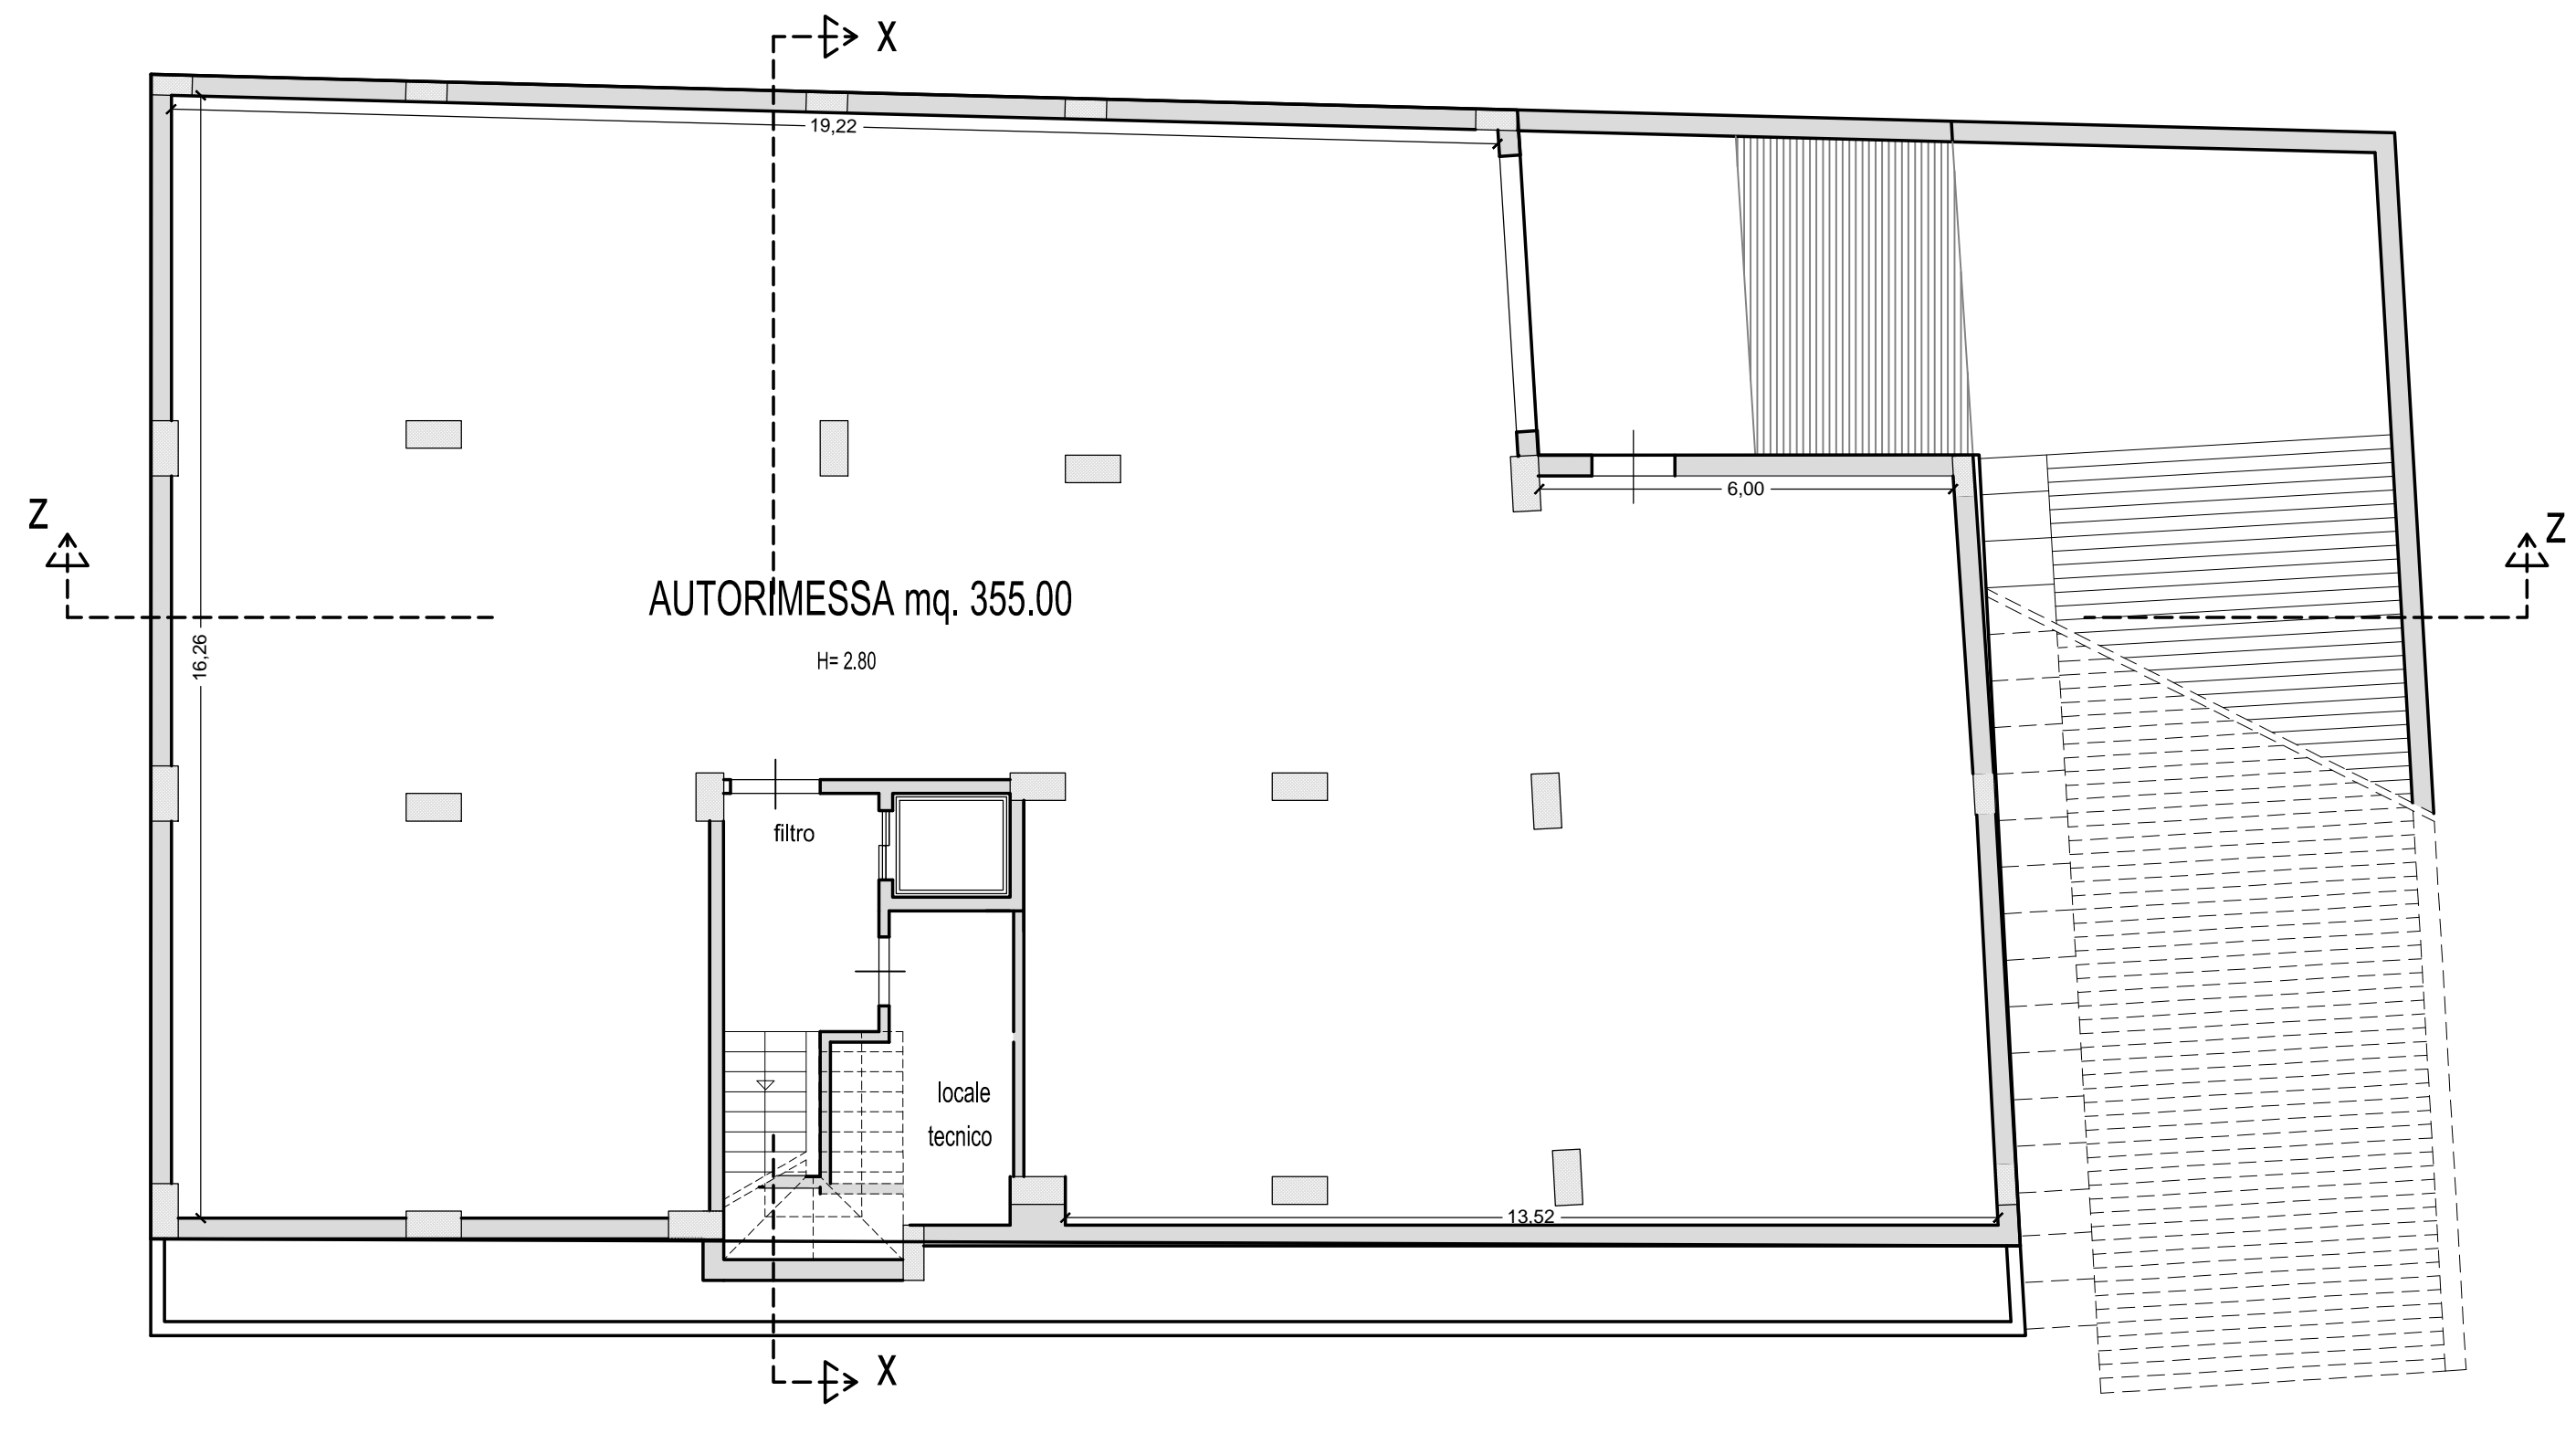 X
19,22
6,00
Z
Z
AUTORIMESSA mq. 355.00
H= 2.80
16,26
filtro
locale
tecnico
13,52
X